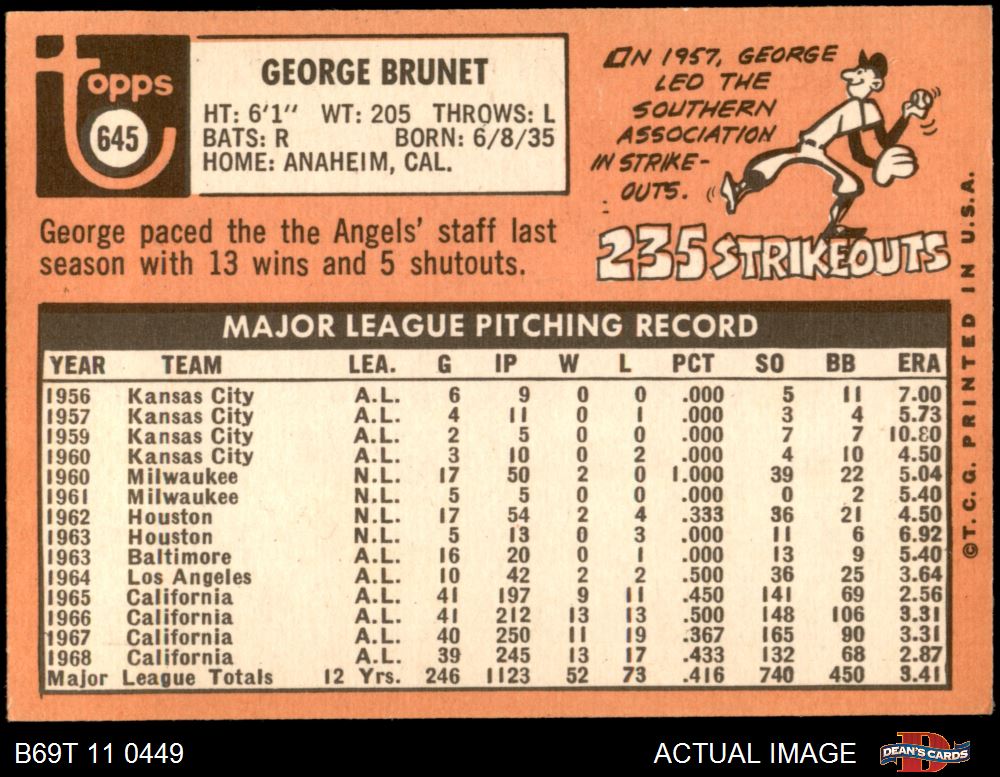 topps
645
GEORGE BRUNET
HT: 6'1" WT: 205 THROWS: L
BATS: R BORN: 6/8/35
HOME: ANAHEIM, CAL.
George paced the the Angels' staff last
season with 13 wins and 5 shutouts.
ON 1957, GEORGE
LED THE
SOUTHERN
ASSOCIATION
IN STRIKE-
OUTS.
235 STRIKEOUTS
MAJOR LEAGUE PITCHING RECORD
YEAR TEAM LEA. G IP W L PCT SO BB ERA
1956 Kansas City A.L. 6 9 0 0 .000 5 11 7.00
1957 Kansas City A.L. 4 11 0 1 .000 3 4 5.73
1959 Kansas City A.L. 2 5 0 0 .000 7 7 10.80
1960 Kansas City A.L. 3 10 0 2 .000 4 10 4.50
1960 Milwaukee N.L. 17 50 2 0 1.000 39 22 5.04
1961 Milwaukee N.L. 5 5 0 0 .000 0 2 5.40
1962 Houston N.L. 17 54 2 4 .333 36 21 4.50
1963 Houston N.L. 5 13 0 3 .000 11 6 6.92
1963 Baltimore A.L. 16 20 0 1 .000 13 9 5.40
1964 Los Angeles A.L. 10 42 2 2 .500 36 25 3.64
1965 California A.L. 41 197 9 11 .450 141 69 2.56
1966 California A.L. 41 212 13 13 .500 148 106 3.31
1967 California A.L. 40 250 11 19 .367 165 90 3.31
1968 California A.L. 39 245 13 17 .433 132 68 2.87
Major League Totals 12 Yrs. 246 1123 52 73 .416 740 450 3.41
©T. C. G. PRINTED IN U.S.A.
B69T 11 0449 ACTUAL IMAGE DEAN'S CARDS